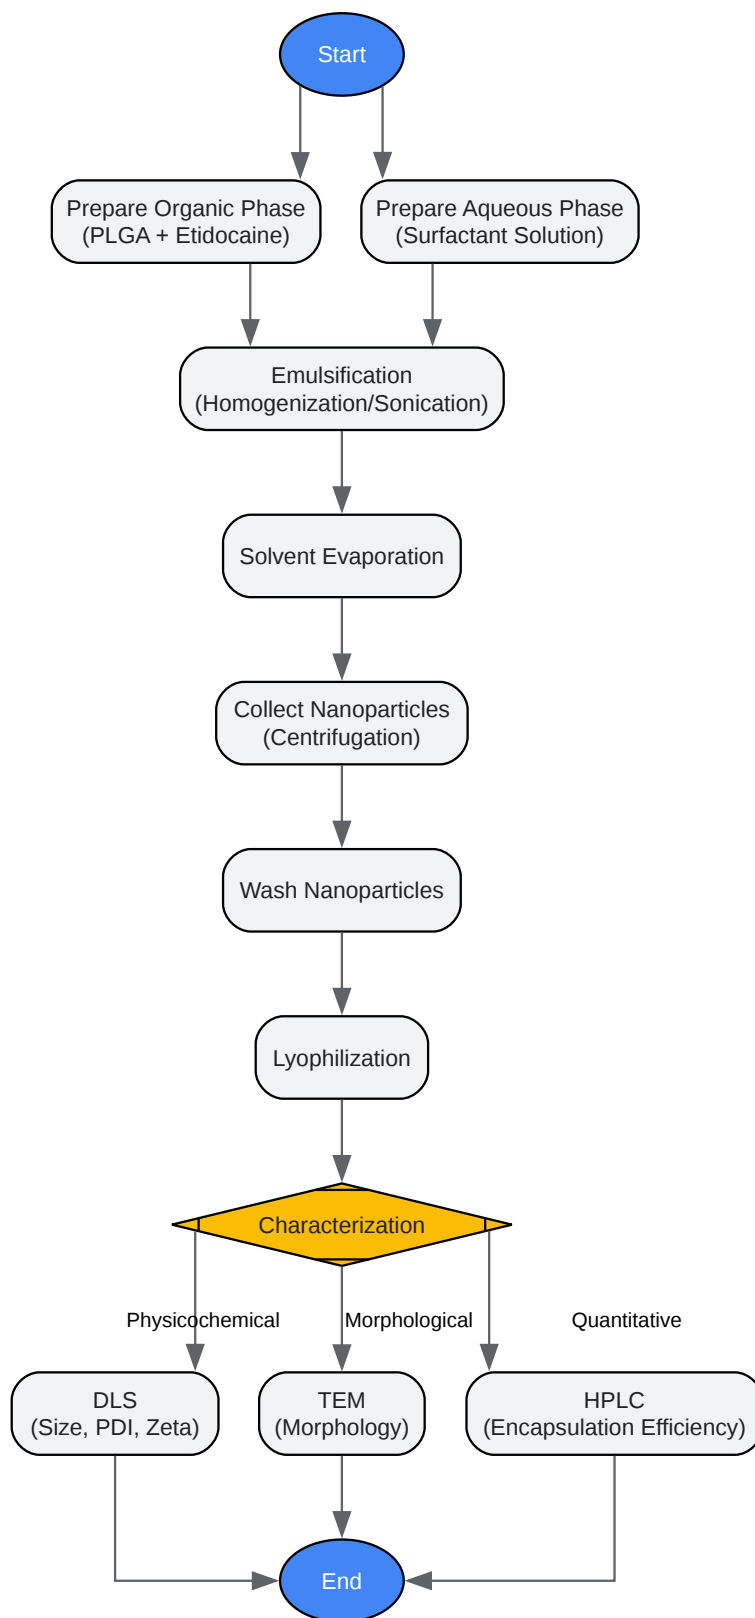 Start
Prepare Organic Phase
(PLGA + Etidocaine)
Prepare Aqueous Phase
(Surfactant Solution)
Emulsification
(Homogenization/Sonication)
Solvent Evaporation
Collect Nanoparticles
(Centrifugation)
Wash Nanoparticles
Lyophilization
Characterization
Physicochemical
Morphological
Quantitative
DLS
(Size, PDI, Zeta)
TEM
(Morphology)
HPLC
(Encapsulation Efficiency)
End